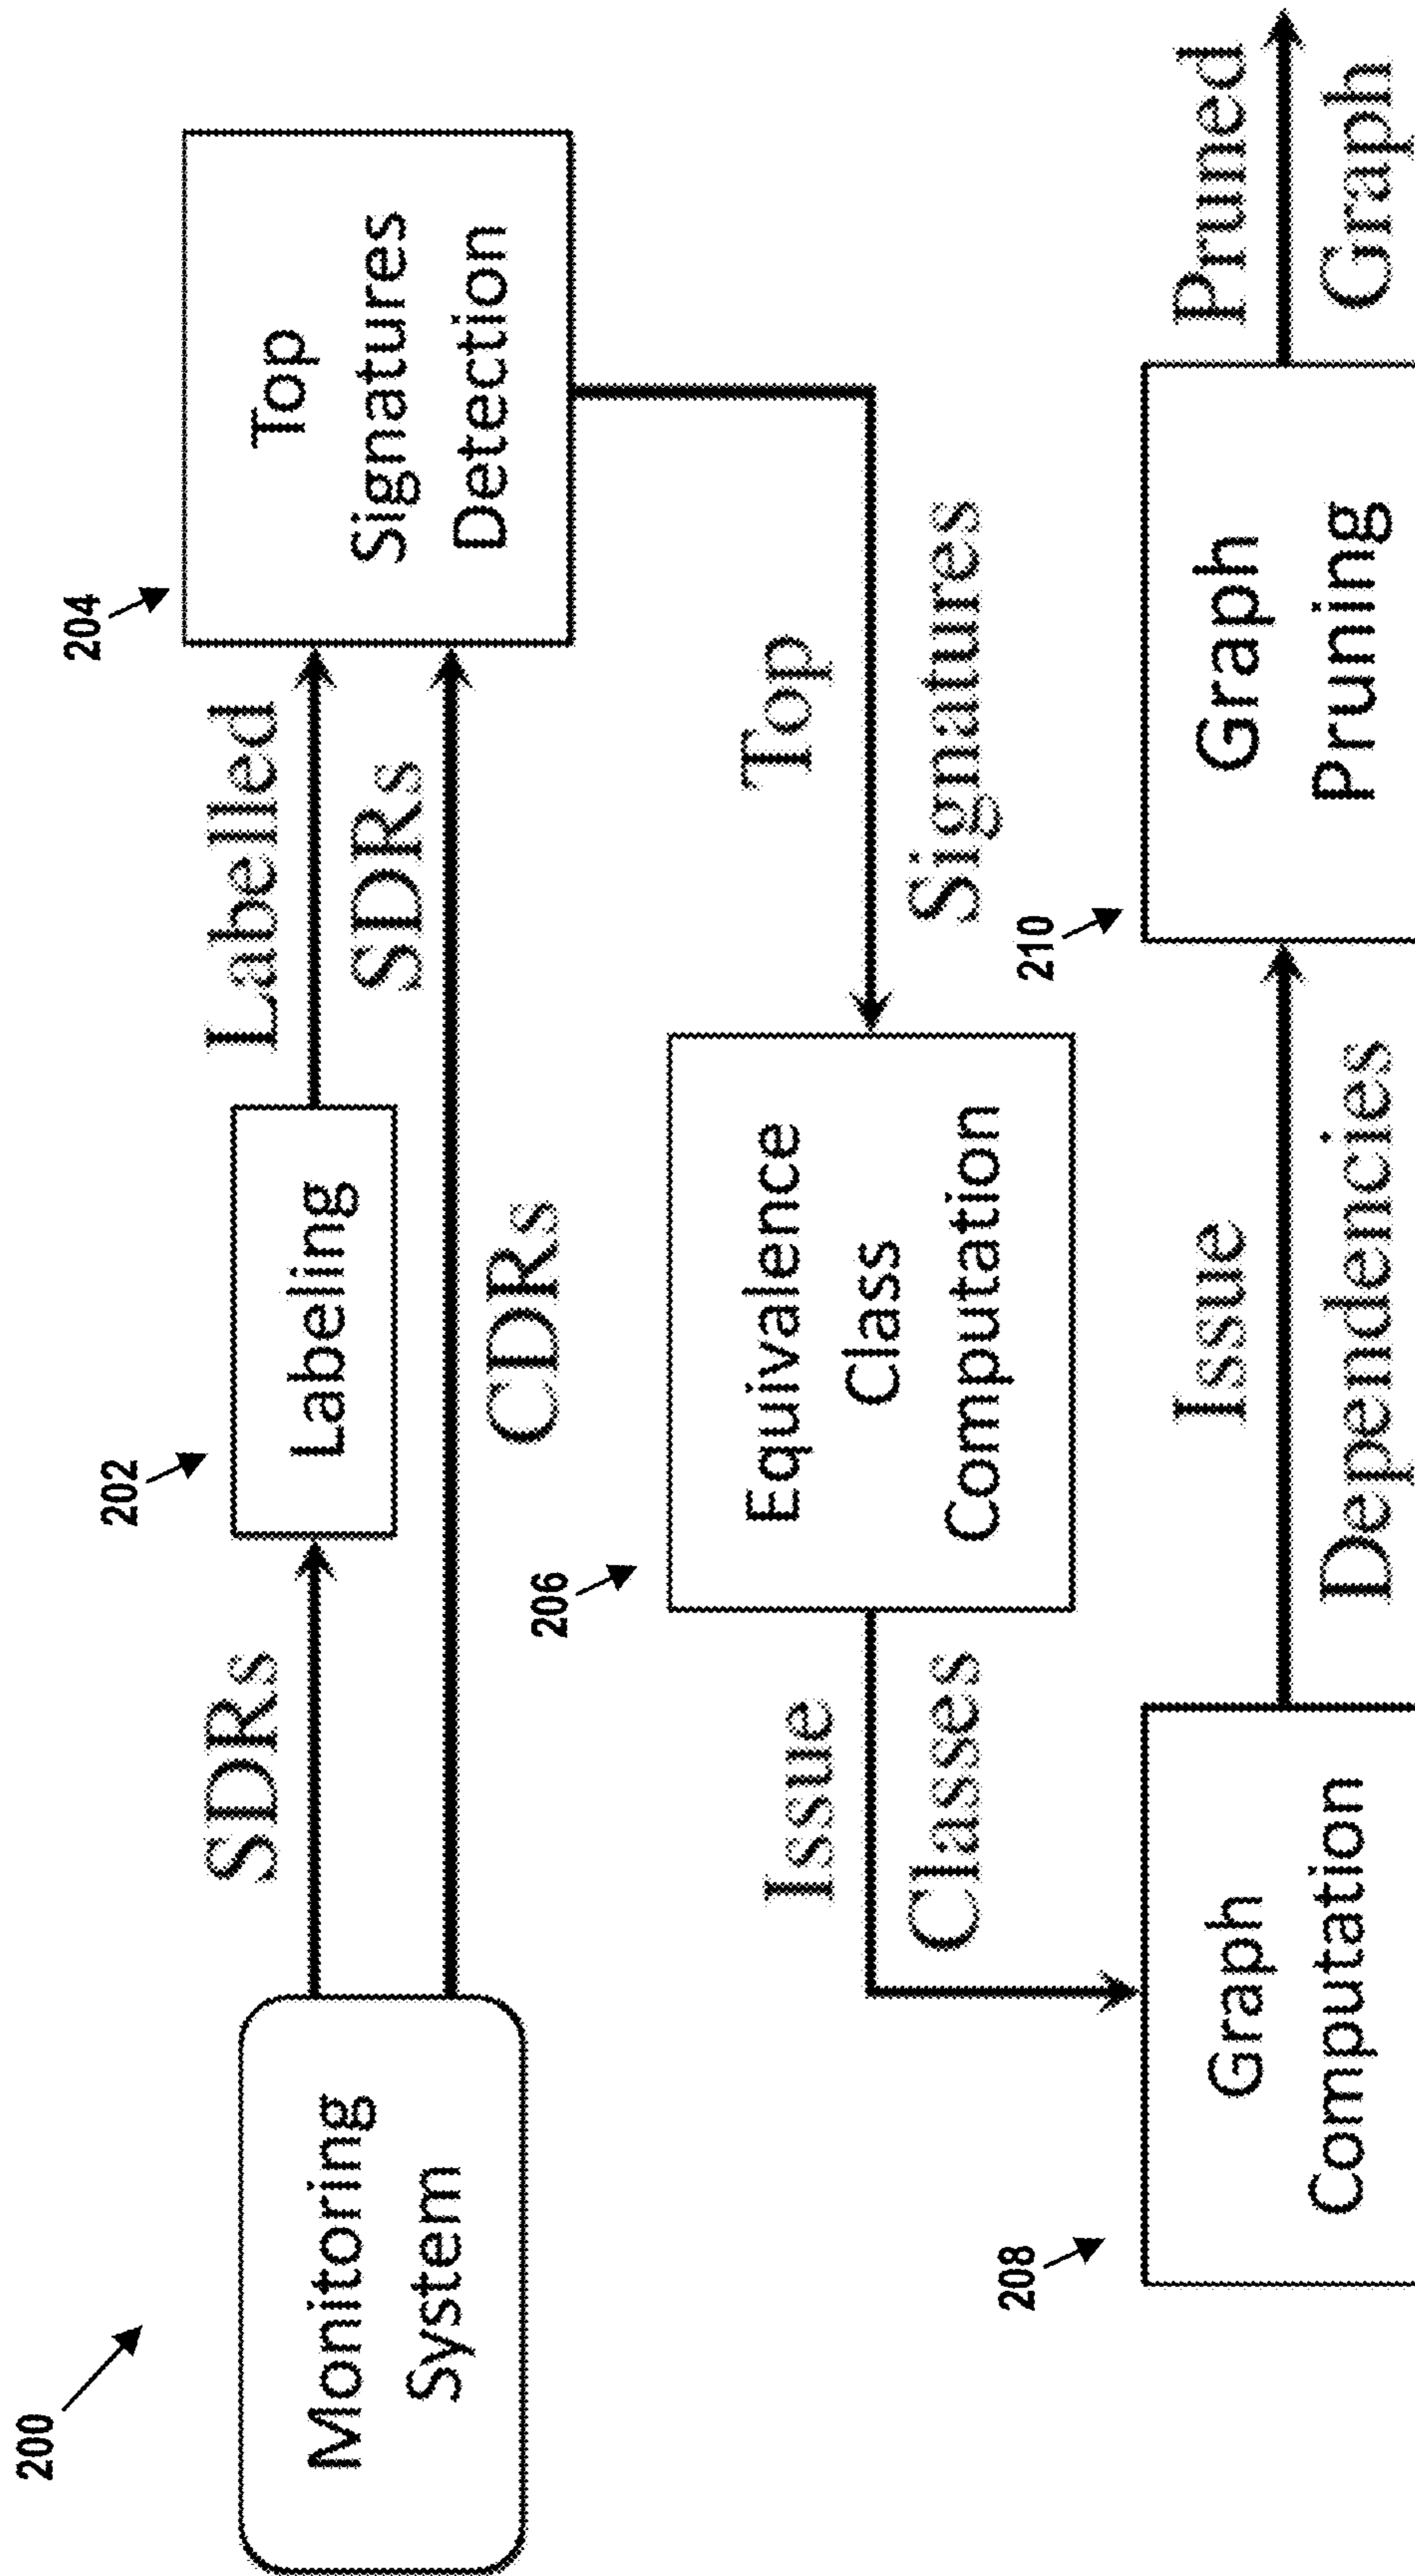 200
Monitoring
System
SDRs
202
Labeling
Labelled
SDRs
CDRs
204
Top
Signatures
Detection
Top
Signatures
206
Equivalence
Class
Computation
Issue
Classes
208
Graph
Computation
Issue
Dependencies
210
Graph
Pruning
Pruned
Graph